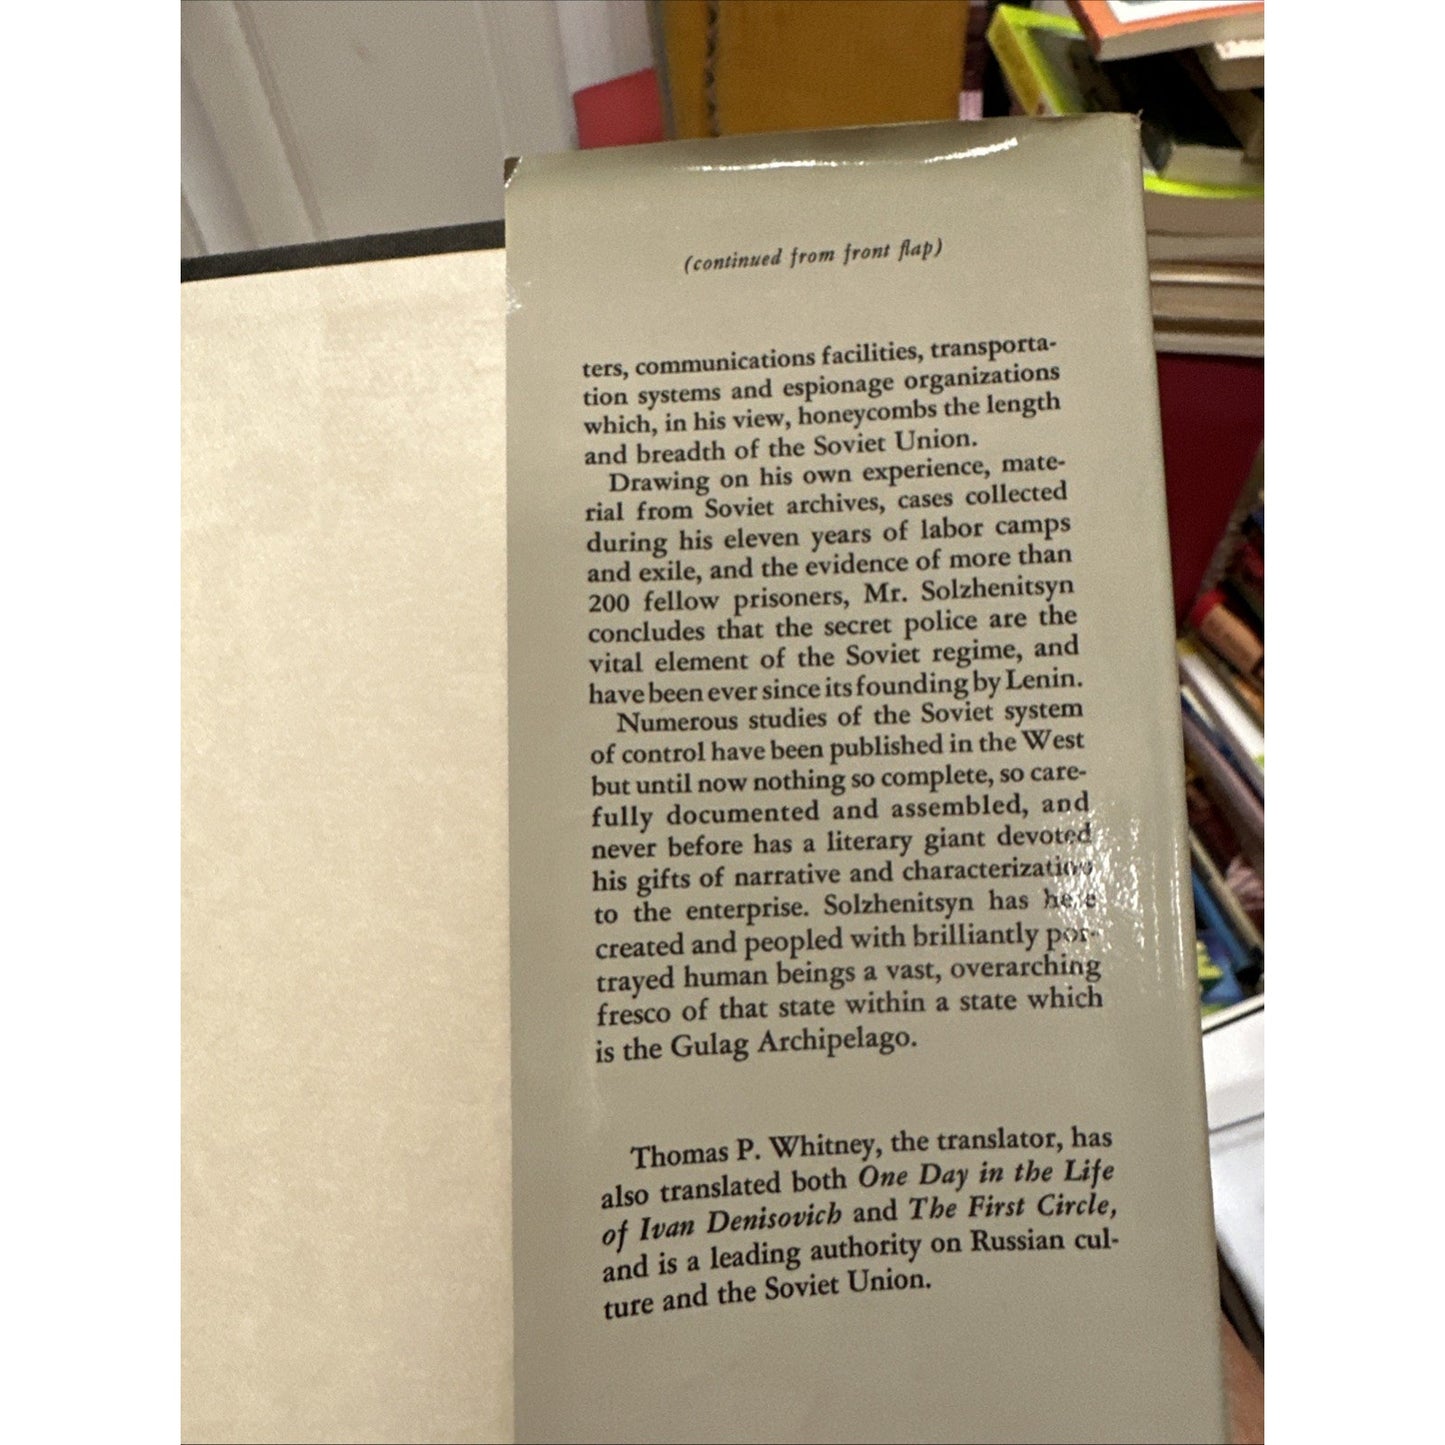 (continued from front flap)
ters, communications facilities, transporta-
tion systems and espionage organizations
which, in his view, honeycombs the length
and breadth of the Soviet Union.
Drawing on his own experience, mate-
rial from Soviet archives, cases collected
during his eleven years of labor camps
and exile, and the evidence of more than
200 fellow prisoners, Mr. Solzhenitsyn
concludes that the secret police are the
vital element of the Soviet regime, and
have been ever since its founding by Lenin.
Numerous studies of the Soviet system
of control have been published in the West
but until now nothing so complete, so care-
fully documented and assembled, and
never before has a literary giant devoted
his gifts of narrative and characterization
to the enterprise. Solzhenitsyn has here
created and peopled with brilliantly por-
trayed human beings a vast, overarching
fresco of that state within a state which
is the Gulag Archipelago.
Thomas P. Whitney, the translator, has
also translated both One Day in the Life
of Ivan Denisovich and The First Circle,
and is a leading authority on Russian cul-
ture and the Soviet Union.